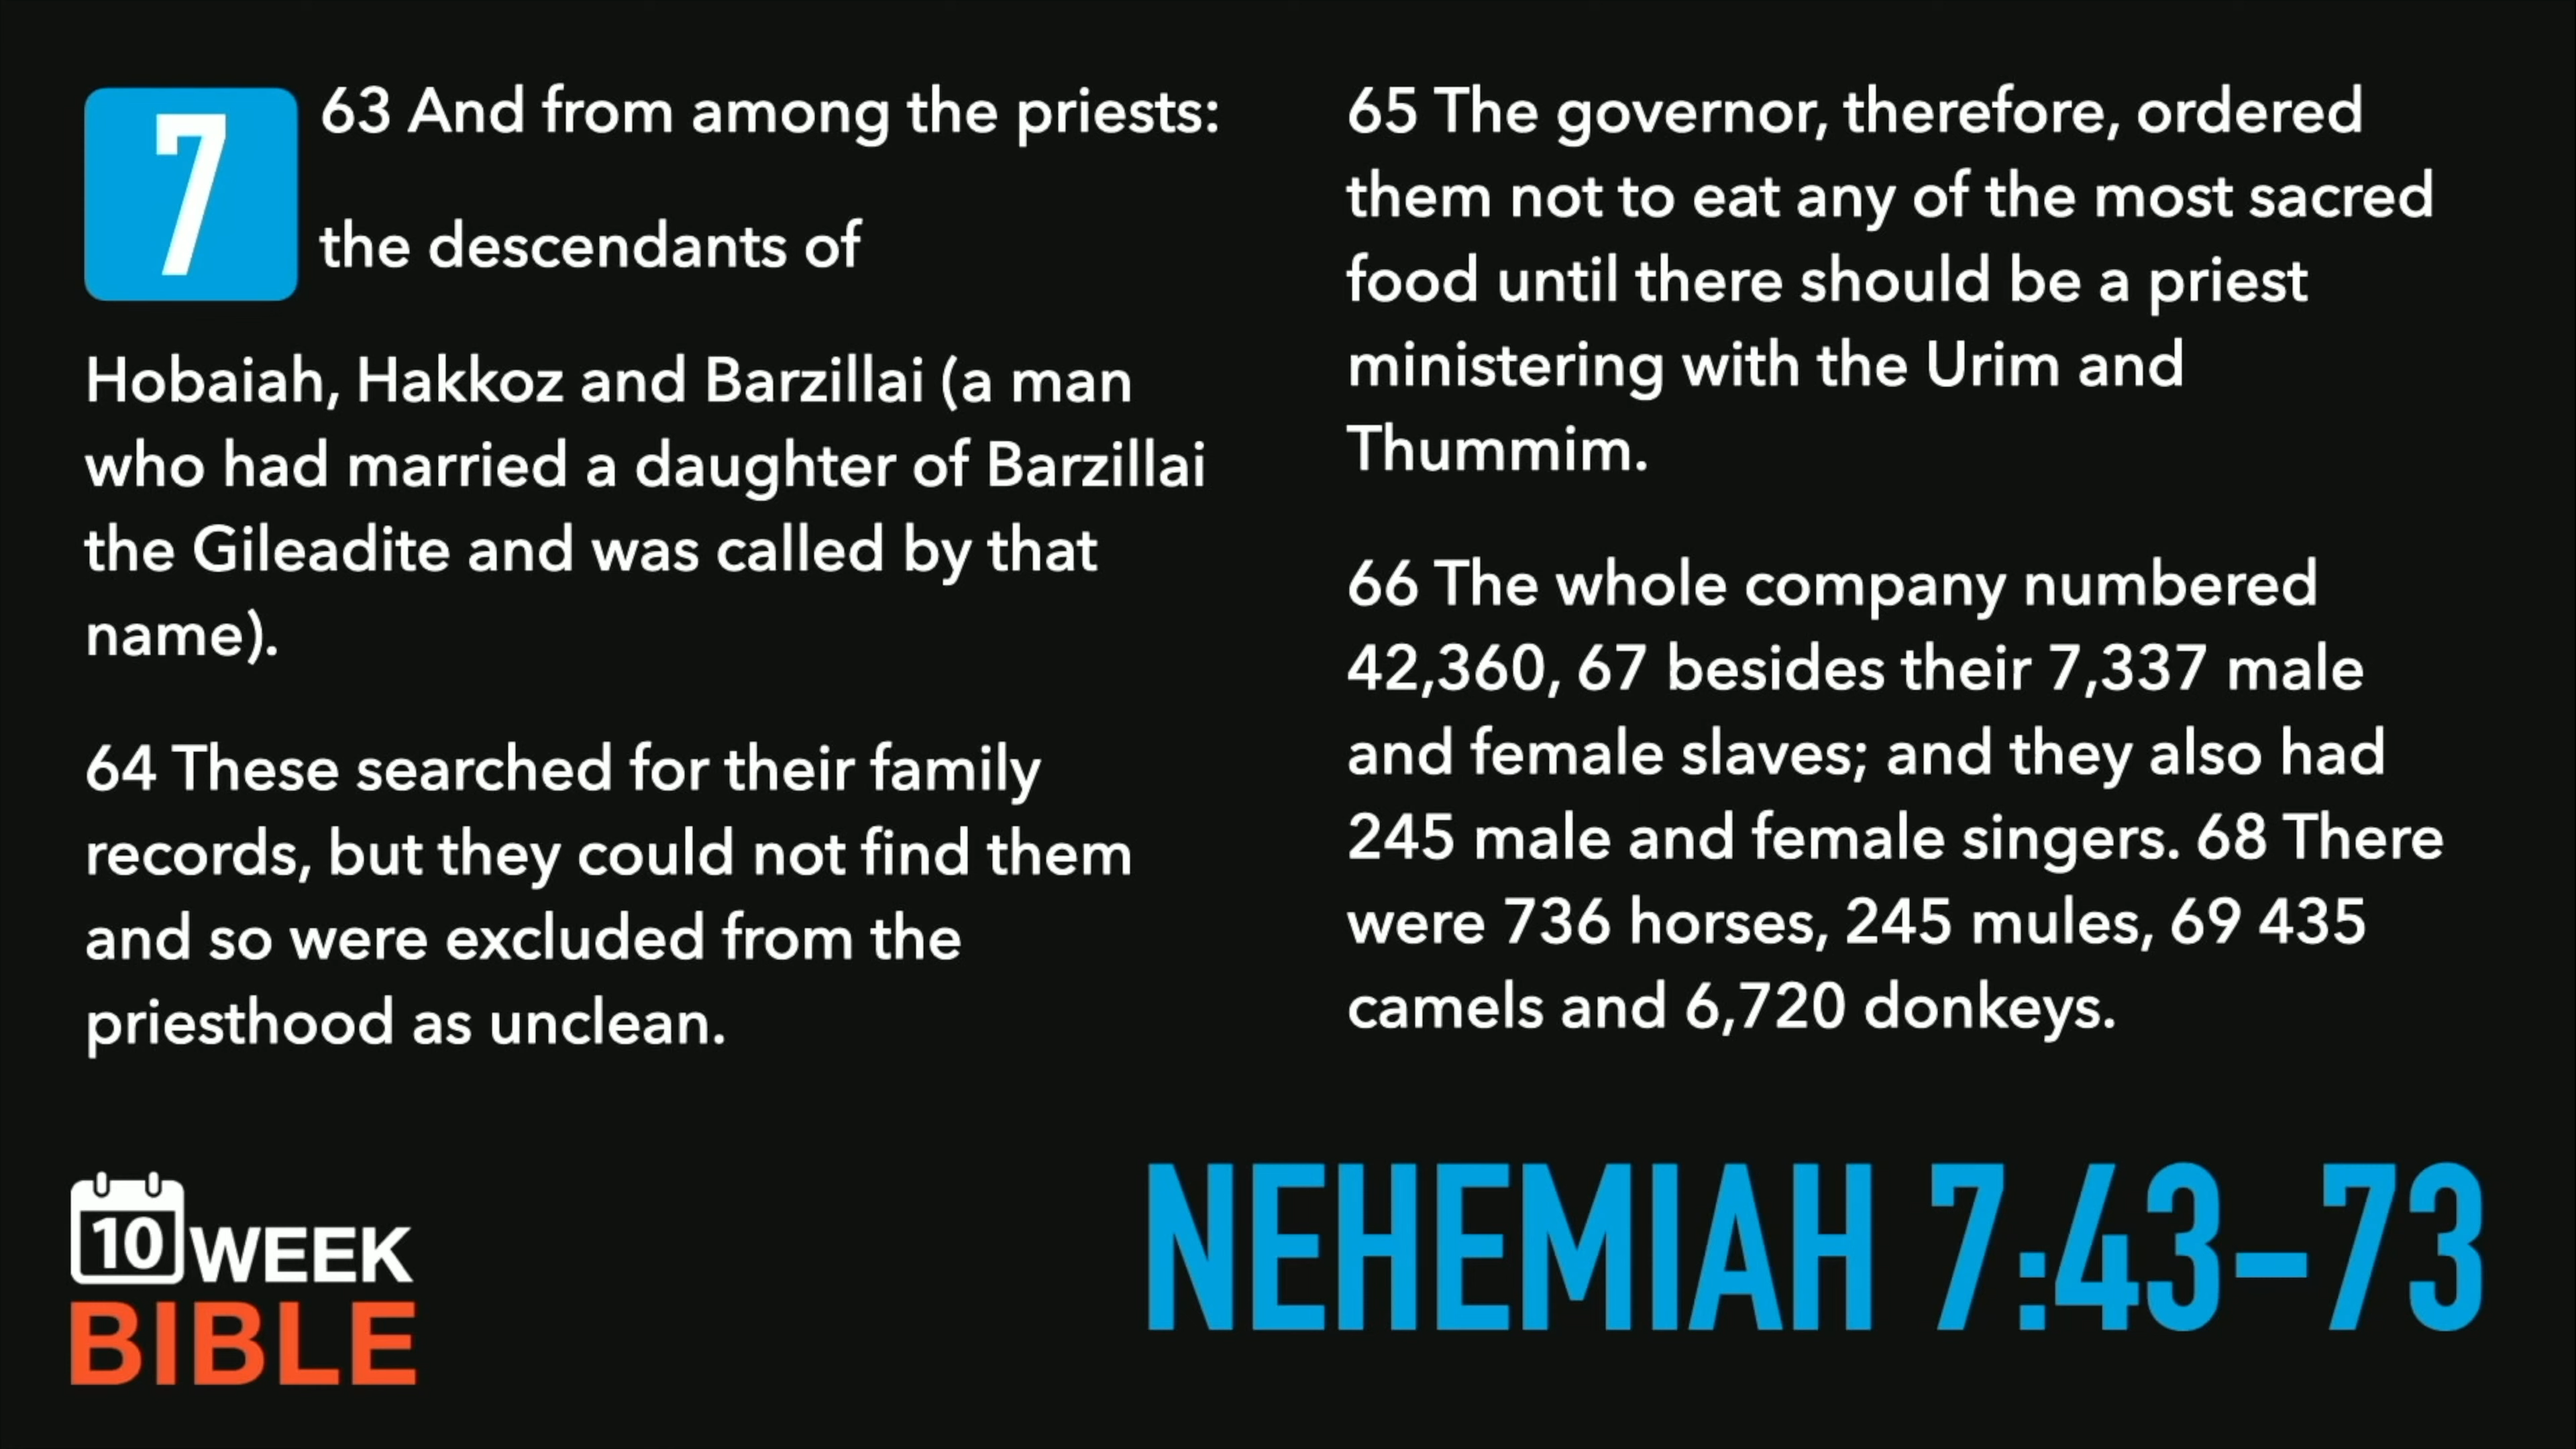 7
63 And from among the priests:
the descendants of
Hobaiah, Hakkoz and Barzillai (a man
who had married a daughter of Barzillai
the Gileadite and was called by that
name).
64 These searched for their family
records, but they could not find them
and so were excluded from the
priesthood as unclean.
65 The governor, therefore, ordered
them not to eat any of the most sacred
food until there should be a priest
ministering with the Urim and
Thummim.
66 The whole company numbered
42,360, 67 besides their 7,337 male
and female slaves; and they also had
245 male and female singers. 68 There
were 736 horses, 245 mules, 69 435
camels and 6,720 donkeys.
10 WEEK
BIBLE
NEHEMIAH 7:43–73